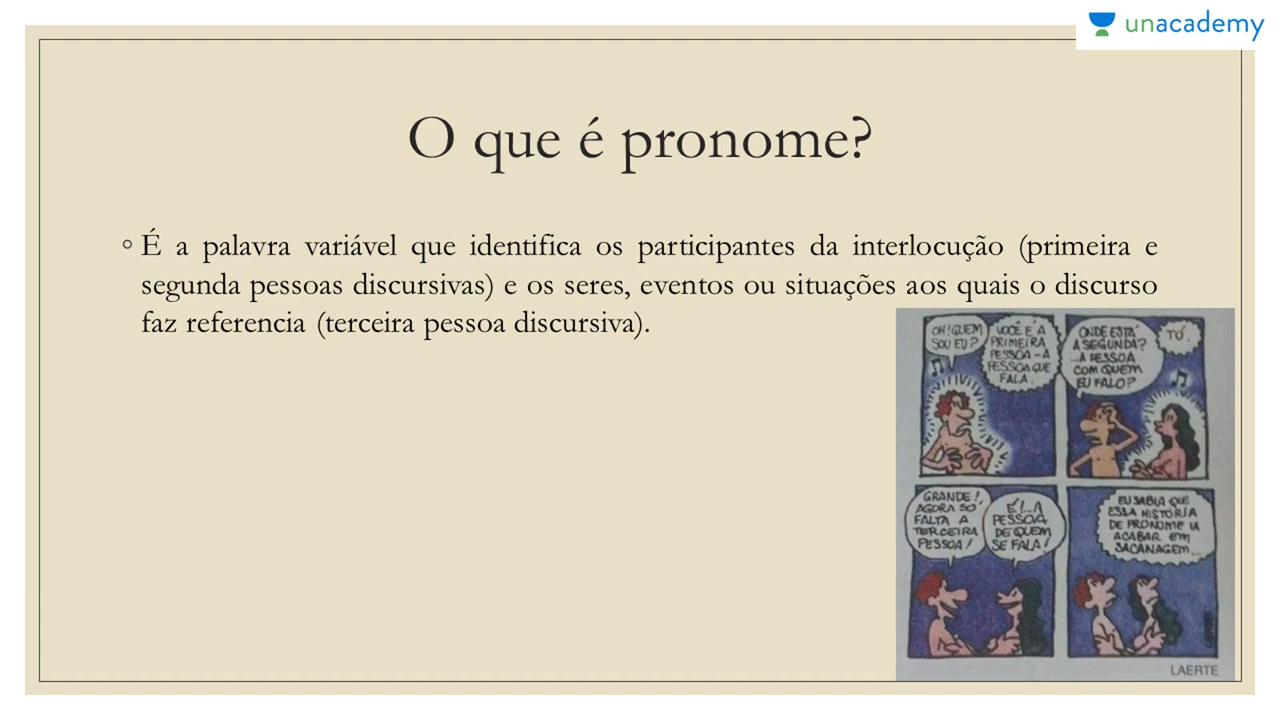 unacademy
O que é pronome?
É a palavra variável que identifica os participantes da interlocução (primeira e
segunda pessoas discursivas) e os seres, eventos ou situações aos quais o discurso
faz referencia (terceira pessoa discursiva).
OH! QUEM
SOU EU?
VOCÊ É A
PRIMEIRA
PESSOA – A
PESSOA QUE
FALA.
ONDE ESTÁ
A SEGUNDA?
...A PESSOA
COM QUEM
EU FALO?
TÔ.
GRANDE!
AGORA SÓ
FALTA A
TERCEIRA
PESSOA!
É!...A
PESSOA
DE QUEM
SE FALA!
EU SABIA QUE
ESSA HISTÓRIA
DE PRONOME IA
ACABAR EM
SACANAGEM...
LAERTE